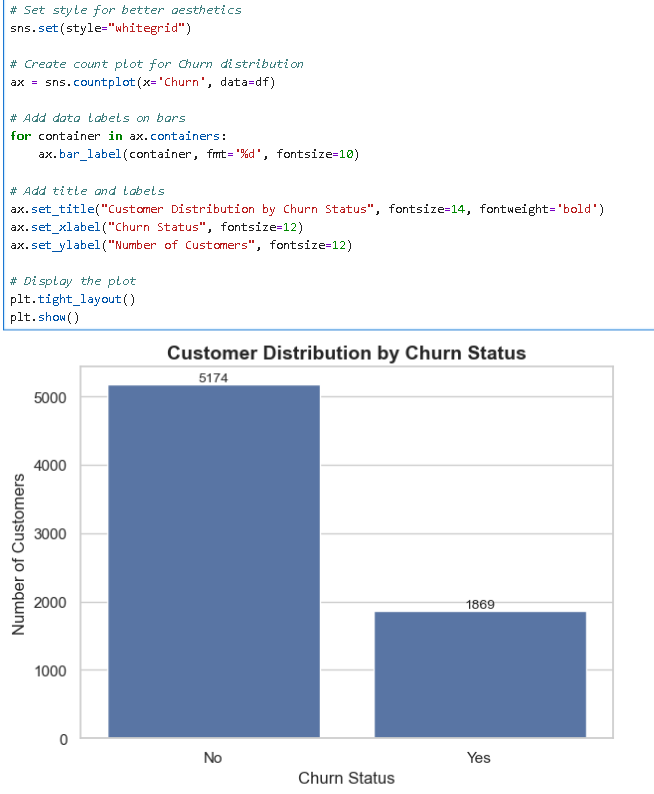 # Set style for better aesthetics
sns.set(style="whitegrid")
# Create count plot for Churn distribution
ax = sns.countplot(x='Churn', data=df)
# Add data labels on bars
for container in ax.containers:
    ax.bar_label(container, fmt='%d', fontsize=10)
# Add title and labels
ax.set_title("Customer Distribution by Churn Status", fontsize=14, fontweight='bold')
ax.set_xlabel("Churn Status", fontsize=12)
ax.set_ylabel("Number of Customers", fontsize=12)
# Display the plot
plt.tight_layout()
plt.show()
Customer Distribution by Churn Status
5174
5000
4000
3000
2000
1869
1000
0
Number of Customers
No Yes
Churn Status